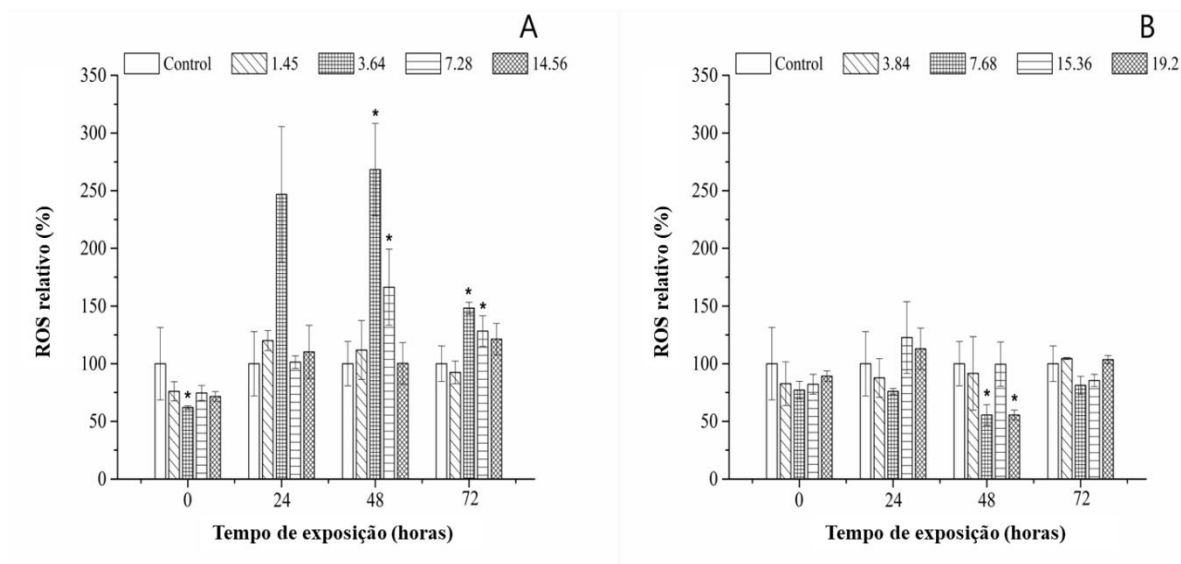 A
Control 1.45 3.64 7.28 14.56
350
300
250
200
150
100
50
0
ROS relativo (%)
* * * * *
0 24 48 72
Tempo de exposição (horas)
B
Control 3.84 7.68 15.36 19.2
350
300
250
200
150
100
50
0
ROS relativo (%)
* *
0 24 48 72
Tempo de exposição (horas)